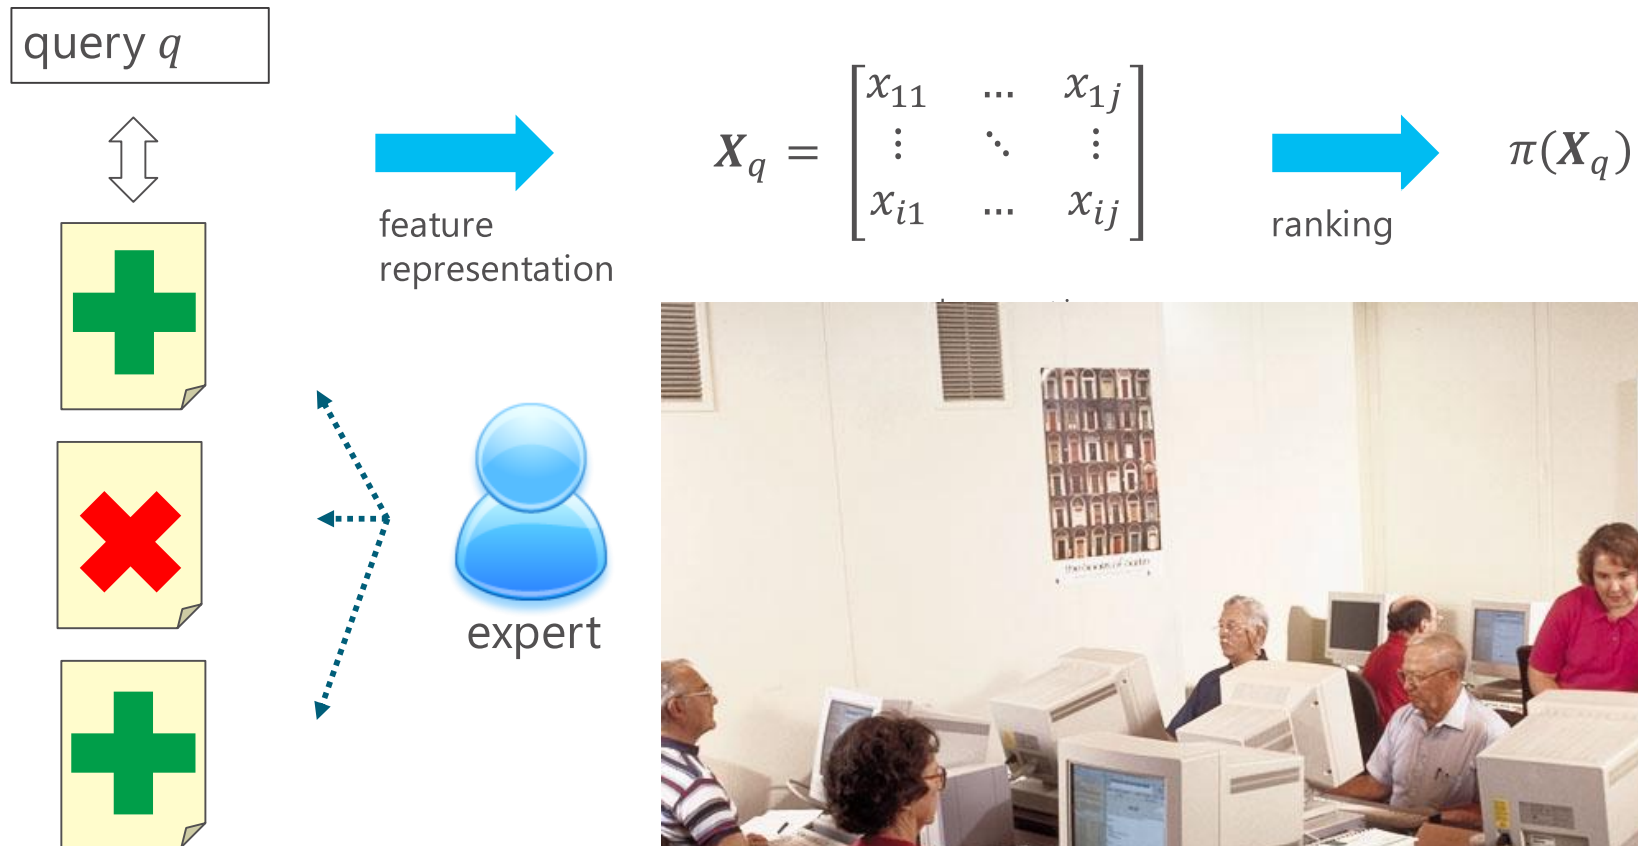 query q
feature
representation
X_q = [x_11 … x_1j
⋮ ⋱ ⋮
x_i1 … x_ij]
ranking
π(X_q)
expert